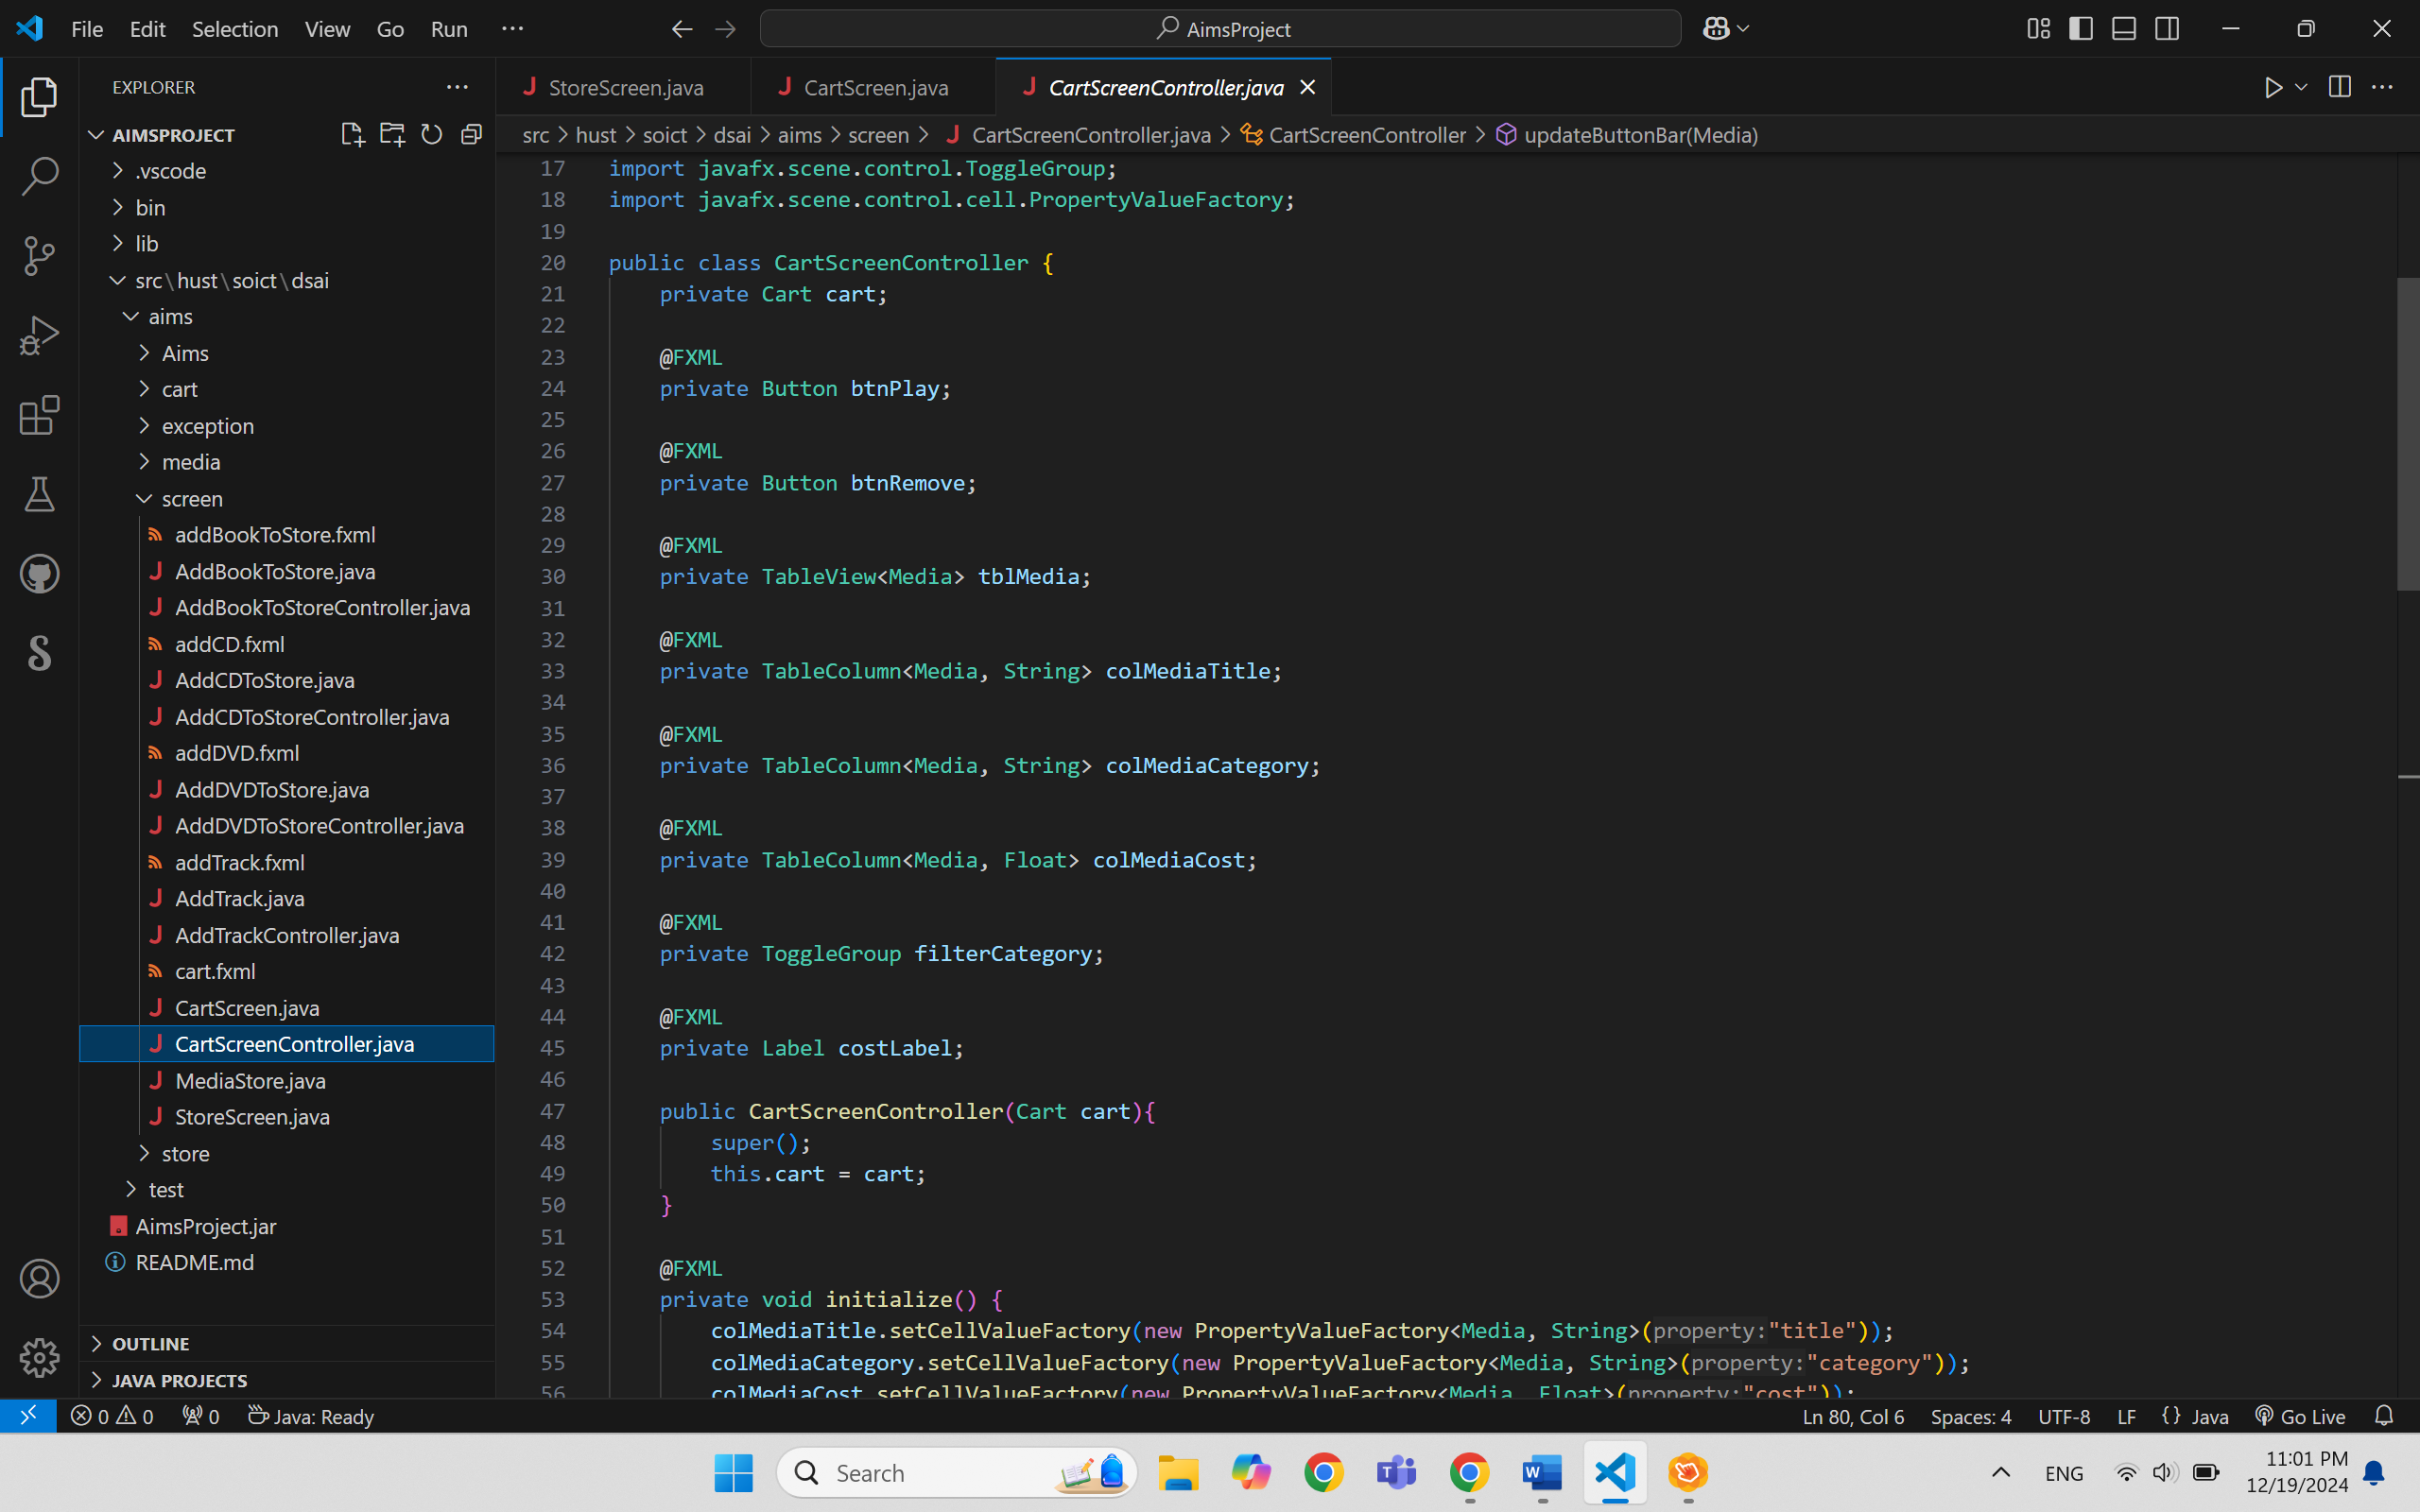 File Edit Selection View Go Run ···
AimsProject
EXPLORER
AIMSPROJECT
.vscode
bin
lib
src\hust\soict\dsai
aims
Aims
cart
exception
media
screen
addBookToStore.fxml
AddBookToStore.java
AddBookToStoreController.java
addCD.fxml
AddCDToStore.java
AddCDToStoreController.java
addDVD.fxml
AddDVDToStore.java
AddDVDToStoreController.java
addTrack.fxml
AddTrack.java
AddTrackController.java
cart.fxml
CartScreen.java
CartScreenController.java
MediaStore.java
StoreScreen.java
store
test
AimsProject.jar
README.md
OUTLINE
JAVA PROJECTS
StoreScreen.java CartScreen.java CartScreenController.java
src > hust > soict > dsai > aims > screen > CartScreenController.java > CartScreenController > updateButtonBar(Media)
17 import javafx.scene.control.ToggleGroup;
18 import javafx.scene.control.cell.PropertyValueFactory;
19
20 public class CartScreenController {
21 private Cart cart;
22
23 @FXML
24 private Button btnPlay;
25
26 @FXML
27 private Button btnRemove;
28
29 @FXML
30 private TableView<Media> tblMedia;
31
32 @FXML
33 private TableColumn<Media, String> colMediaTitle;
34
35 @FXML
36 private TableColumn<Media, String> colMediaCategory;
37
38 @FXML
39 private TableColumn<Media, Float> colMediaCost;
40
41 @FXML
42 private ToggleGroup filterCategory;
43
44 @FXML
45 private Label costLabel;
46
47 public CartScreenController(Cart cart){
48 super();
49 this.cart = cart;
50 }
51
52 @FXML
53 private void initialize() {
54 colMediaTitle.setCellValueFactory(new PropertyValueFactory<Media, String>(property:"title"));
55 colMediaCategory.setCellValueFactory(new PropertyValueFactory<Media, String>(property:"category"));
56 colMediaCost.setCellValueFactory(new PropertyValueFactory<Media, Float>(property:"cost"));
0 0 0 Java: Ready
Ln 80, Col 6 Spaces: 4 UTF-8 LF {} Java Go Live
Search
ENG
11:01 PM
12/19/2024